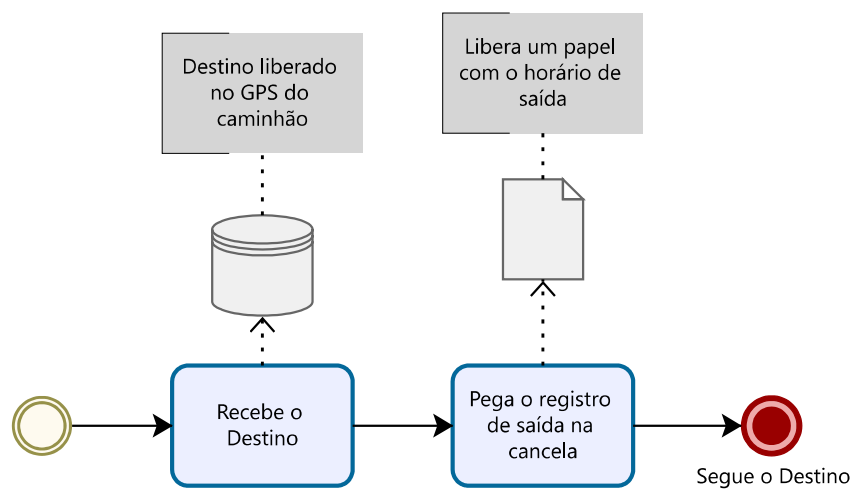 Destino liberado
no GPS do
caminhão
Libera um papel
com o horário de
saída
Recebe o
Destino
Pega o registro
de saída na
cancela
Segue o Destino